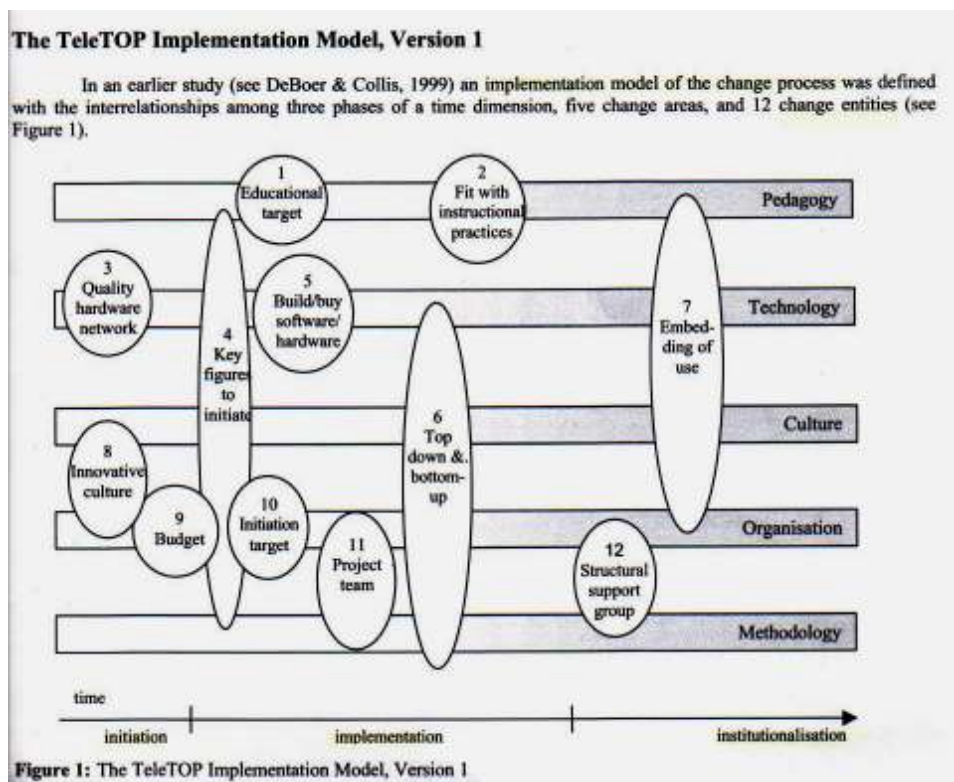 The TeleTOP Implementation Model, Version 1
In an earlier study (see DeBoer & Collis, 1999) an implementation model of the change process was defined
with the interrelationships among three phases of a time dimension, five change areas, and 12 change entities (see
Figure 1).
1
Educational
target
2
Fit with
instructional
practices
Pedagogy
3
Quality
hardware
network
4
Key
figures
to
initiate
5
Build/buy
software/
hardware
Technology
7
Embed-
ding of
use
6
Top
down &.
bottom-
up
Culture
8
Innovative
culture
9
Budget
10
Initiation
target
11
Project
team
Organisation
12
Structural
support
group
Methodology
time
initiation
implementation
institutionalisation
Figure 1: The TeleTOP Implementation Model, Version 1